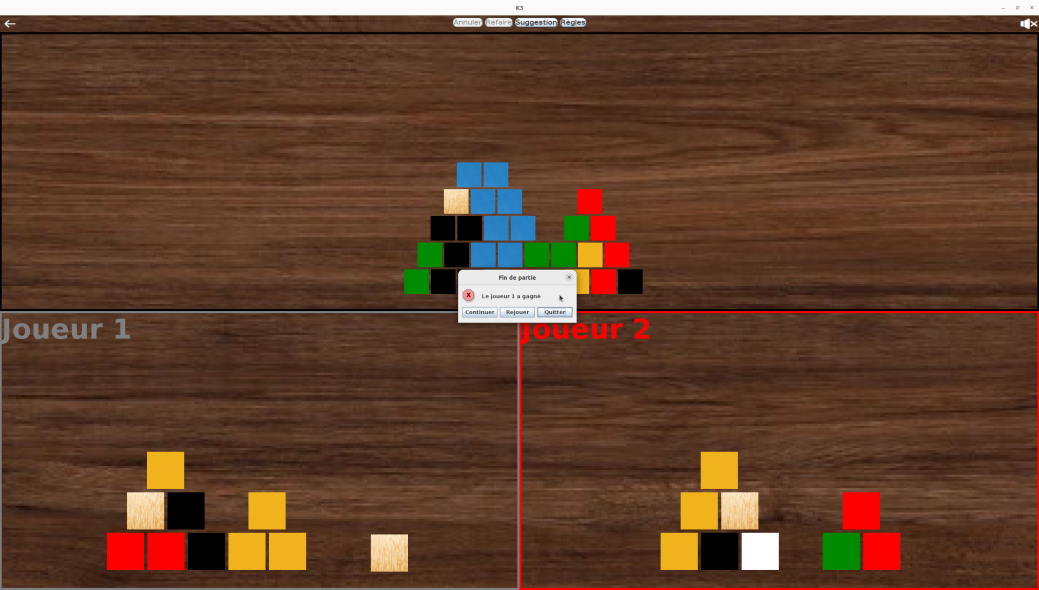 K3
Annuler Refaire Suggestion Règles
Fin de partie
Le joueur 1 a gagné
Continuer Rejouer Quitter
Joueur 1
Joueur 2